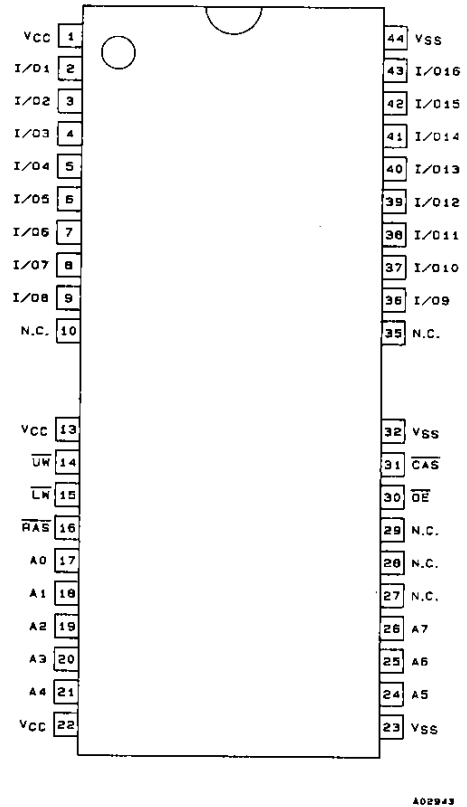 VCC 1 44 VSS
I/O1 2 43 I/O16
I/O2 3 42 I/O15
I/O3 4 41 I/O14
I/O4 5 40 I/O13
I/O5 6 39 I/O12
I/O6 7 38 I/O11
I/O7 8 37 I/O10
I/O8 9 36 I/O9
N.C. 10 35 N.C.
VCC 13 32 VSS
UW 14 31 CAS
LW 15 30 OE
RAS 16 29 N.C.
A0 17 28 N.C.
A1 18 27 N.C.
A2 19 26 A7
A3 20 25 A6
A4 21 24 A5
VCC 22 23 VSS
A02943